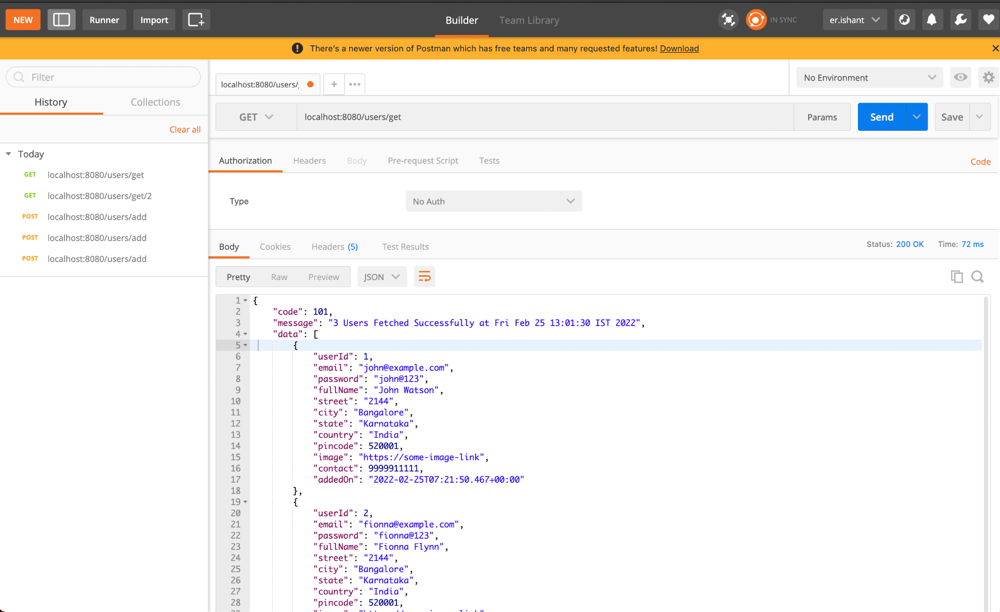 NEW Runner Import Builder Team Library IN SYNC er.ishant
There's a newer version of Postman which has free teams and many requested features! Download
Filter
History Collections
Clear all
Today
GET localhost:8080/users/get
GET localhost:8080/users/get/2
POST localhost:8080/users/add
POST localhost:8080/users/add
POST localhost:8080/users/add
localhost:8080/users/ No Environment
GET localhost:8080/users/get Params Send Save
Authorization Headers Body Pre-request Script Tests Code
Type No Auth
Body Cookies Headers (5) Test Results Status: 200 OK Time: 72 ms
Pretty Raw Preview JSON
1 {
2 "code": 101,
3 "message": "3 Users Fetched Successfully at Fri Feb 25 13:01:30 IST 2022",
4 "data": [
5 {
6 "userId": 1,
7 "email": "john@example.com",
8 "password": "john@123",
9 "fullName": "John Watson",
10 "street": "2144",
11 "city": "Bangalore",
12 "state": "Karnataka",
13 "country": "India",
14 "pincode": 520001,
15 "image": "https://some-image-link",
16 "contact": 9999911111,
17 "addedOn": "2022-02-25T07:21:50.467+00:00"
18 },
19 {
20 "userId": 2,
21 "email": "fionna@example.com",
22 "password": "fionna@123",
23 "fullName": "Fionna Flynn",
24 "street": "2144",
25 "city": "Bangalore",
26 "state": "Karnataka",
27 "country": "India",
28 "pincode": 520001,